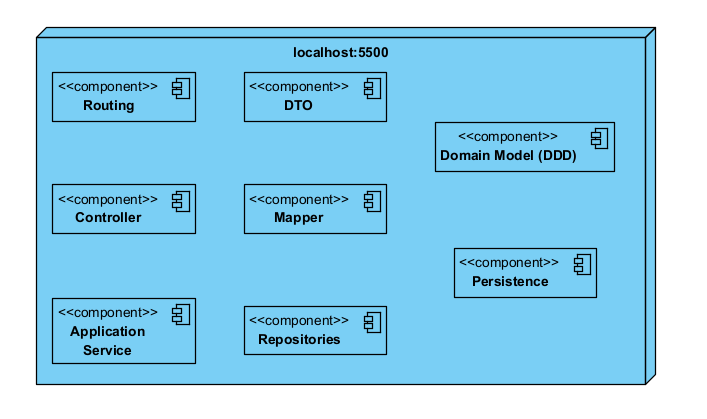 localhost:5500
<<component>>
Routing
<<component>>
DTO
<<component>>
Domain Model (DDD)
<<component>>
Controller
<<component>>
Mapper
<<component>>
Persistence
<<component>>
Application
Service
<<component>>
Repositories